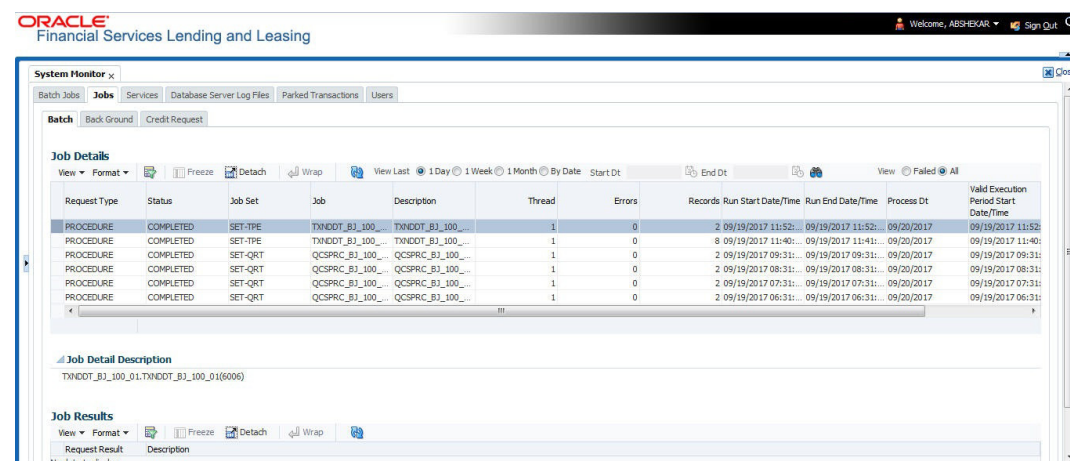 ORACLE®
Financial Services Lending and Leasing
Welcome, ABSHEKAR Sign Out
System Monitor x
Batch Jobs Jobs Services Database Server Log Files Parked Transactions Users
Batch Back Ground Credit Request
Job Details
View Format Freeze Detach Wrap View Last 1 Day 1 Week 1 Month By Date Start Dt End Dt View Failed All
Request Type Status Job Set Job Description Thread Errors Records Run Start Date/Time Run End Date/Time Process Dt Valid Execution Period Start Date/Time
PROCEDURE COMPLETED SET-TPE TXNDDT_BJ_100_... TXNDDT_BJ_100_... 1 0 2 09/19/2017 11:52:... 09/19/2017 11:52:... 09/20/2017 09/19/2017 11:52:
PROCEDURE COMPLETED SET-TPE TXNDDT_BJ_100_... TXNDDT_BJ_100_... 1 0 8 09/19/2017 11:40:... 09/19/2017 11:41:... 09/20/2017 09/19/2017 11:40:
PROCEDURE COMPLETED SET-QRT QCSPRC_BJ_100_... QCSPRC_BJ_100_... 1 0 2 09/19/2017 09:31:... 09/19/2017 09:31:... 09/20/2017 09/19/2017 09:31:
PROCEDURE COMPLETED SET-QRT QCSPRC_BJ_100_... QCSPRC_BJ_100_... 1 0 2 09/19/2017 08:31:... 09/19/2017 08:31:... 09/20/2017 09/19/2017 08:31:
PROCEDURE COMPLETED SET-QRT QCSPRC_BJ_100_... QCSPRC_BJ_100_... 1 0 2 09/19/2017 07:31:... 09/19/2017 07:31:... 09/20/2017 09/19/2017 07:31:
PROCEDURE COMPLETED SET-QRT QCSPRC_BJ_100_... QCSPRC_BJ_100_... 1 0 2 09/19/2017 06:31:... 09/19/2017 06:31:... 09/20/2017 09/19/2017 06:31:
Job Detail Description
TXNDDT_BJ_100_01.TXNDDT_BJ_100_01(6006)
Job Results
View Format Freeze Detach Wrap
Request Result Description